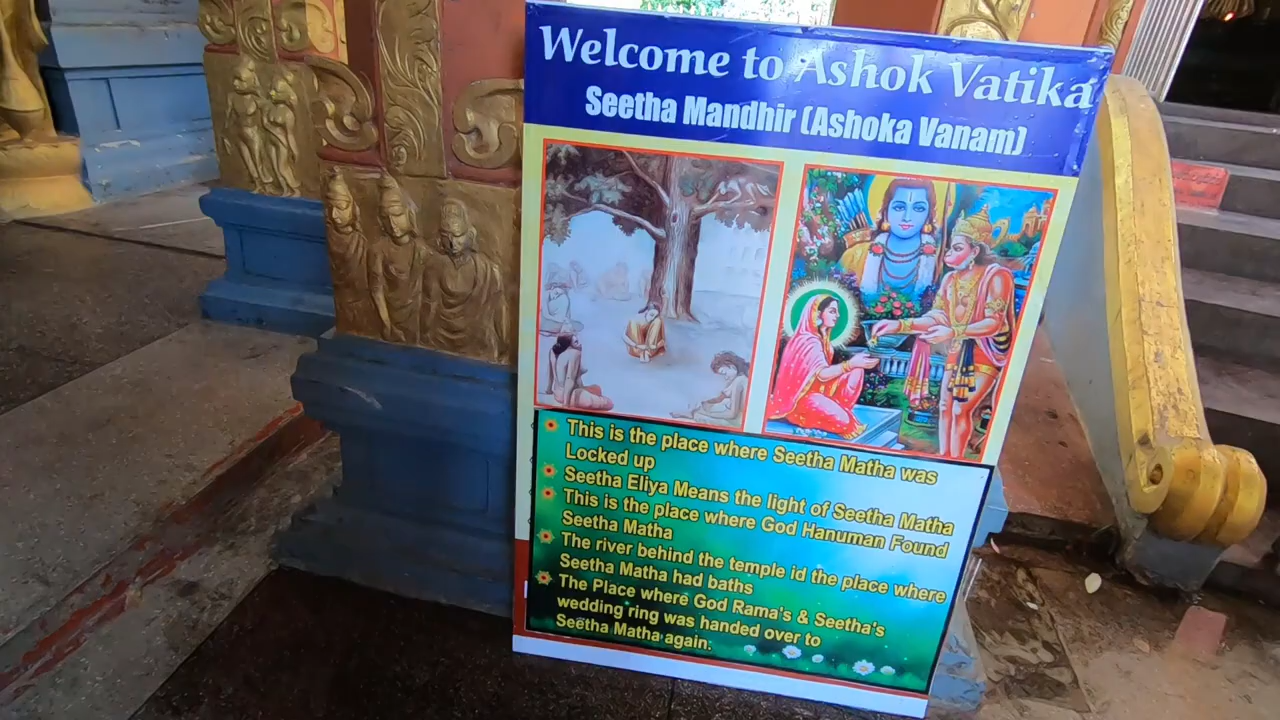 Welcome to Ashok Vatika
Seetha Mandhir (Ashoka Vanam)
This is the place where Seetha Matha was
Locked up
Seetha Eliya Means the light of Seetha Matha
This is the place where God Hanuman Found
Seetha Matha
The river behind the temple id the place where
Seetha Matha had baths
The Place where God Rama's & Seetha's
wedding ring was handed over to
Seetha Matha again.